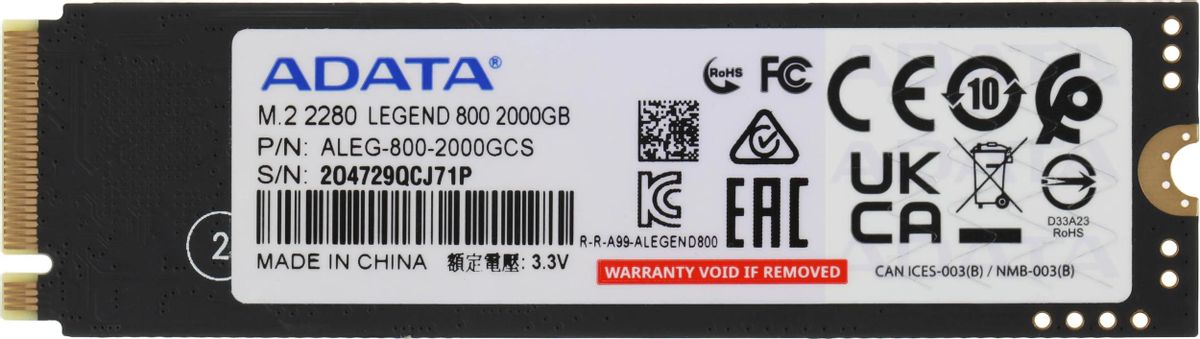 ADATA®
M.2 2280 LEGEND 800 2000GB
P/N: ALEG-800-2000GCS
S/N: 2O4729QCJ71P
MADE IN CHINA 額定電壓: 3.3V
2
RoHS FC
CE 10
KC
R-R-A99-ALEGEND800
EAC
UK
CA
D33A23
RoHS
WARRANTY VOID IF REMOVED
CAN ICES-003(B) / NMB-003(B)